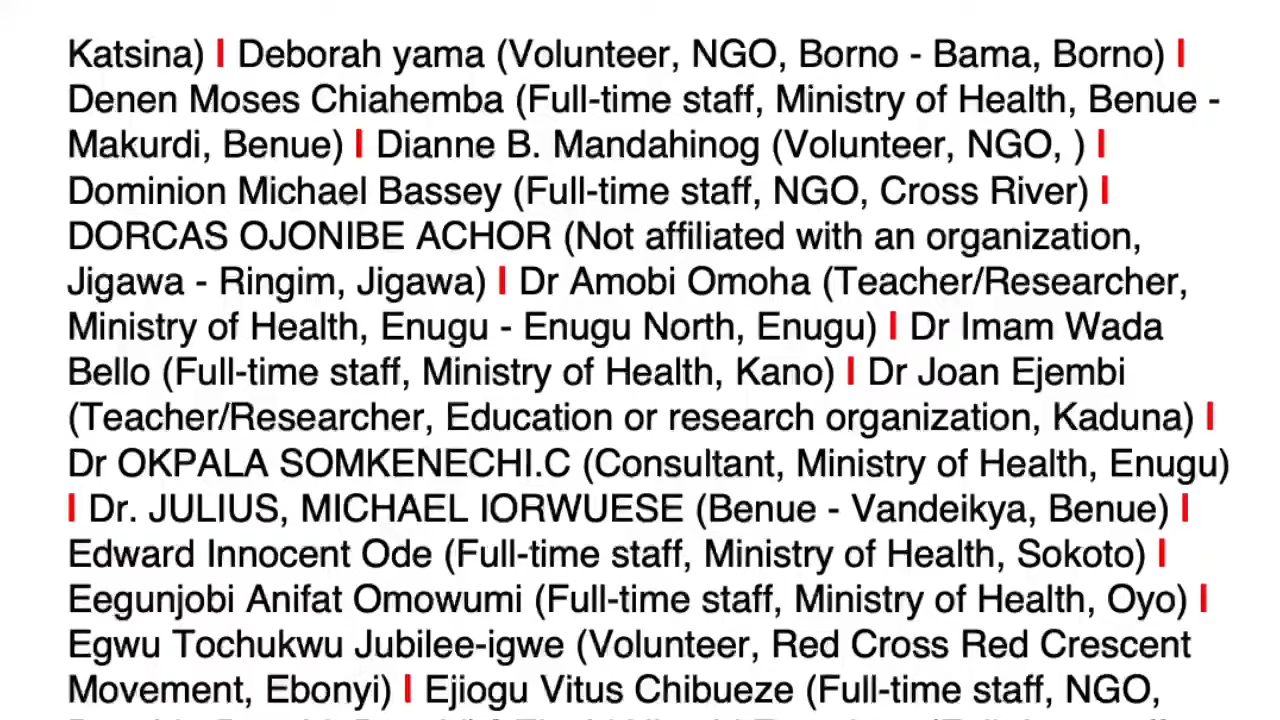 Katsina) | Deborah yama (Volunteer, NGO, Borno - Bama, Borno) |
Denen Moses Chiahemba (Full-time staff, Ministry of Health, Benue -
Makurdi, Benue) | Dianne B. Mandahinog (Volunteer, NGO, ) |
Dominion Michael Bassey (Full-time staff, NGO, Cross River) |
DORCAS OJONIBE ACHOR (Not affiliated with an organization,
Jigawa - Ringim, Jigawa) | Dr Amobi Omoha (Teacher/Researcher,
Ministry of Health, Enugu - Enugu North, Enugu) | Dr Imam Wada
Bello (Full-time staff, Ministry of Health, Kano) | Dr Joan Ejembi
(Teacher/Researcher, Education or research organization, Kaduna) |
Dr OKPALA SOMKENECHI.C (Consultant, Ministry of Health, Enugu)
| Dr. JULIUS, MICHAEL IORWUESE (Benue - Vandeikya, Benue) |
Edward Innocent Ode (Full-time staff, Ministry of Health, Sokoto) |
Eegunjobi Anifat Omowumi (Full-time staff, Ministry of Health, Oyo) |
Egwu Tochukwu Jubilee-igwe (Volunteer, Red Cross Red Crescent
Movement, Ebonyi) | Ejiogu Vitus Chibueze (Full-time staff, NGO,